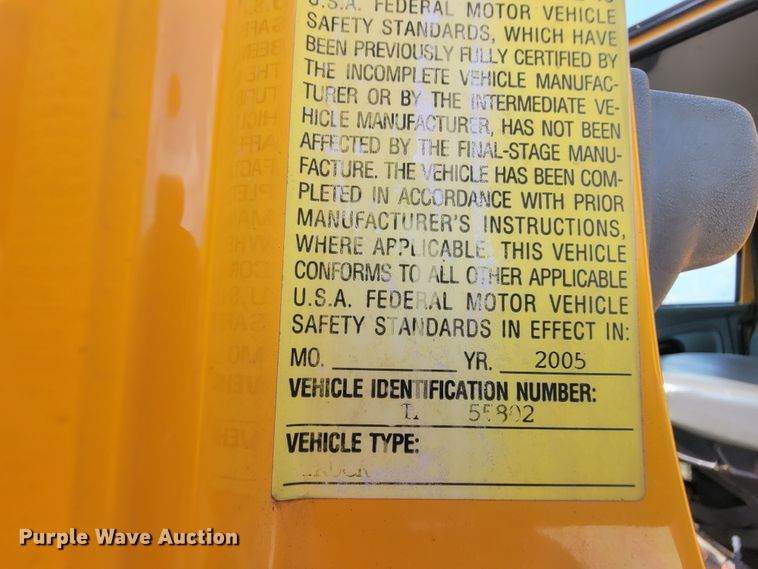 U.S.A. FEDERAL MOTOR VEHICLE
SAFETY STANDARDS, WHICH HAVE
BEEN PREVIOUSLY FULLY CERTIFIED BY
THE INCOMPLETE VEHICLE MANUFAC-
TURER OR BY THE INTERMEDIATE VE-
HICLE MANUFACTURER, HAS NOT BEEN
AFFECTED BY THE FINAL-STAGE MANU-
FACTURE. THE VEHICLE HAS BEEN COM-
PLETED IN ACCORDANCE WITH PRIOR
MANUFACTURER'S INSTRUCTIONS,
WHERE APPLICABLE. THIS VEHICLE
CONFORMS TO ALL OTHER APPLICABLE
U.S.A. FEDERAL MOTOR VEHICLE
SAFETY STANDARDS IN EFFECT IN:
MO. YR. 2005
VEHICLE IDENTIFICATION NUMBER:
VEHICLE TYPE:
TRUCK
Purple Wave Auction